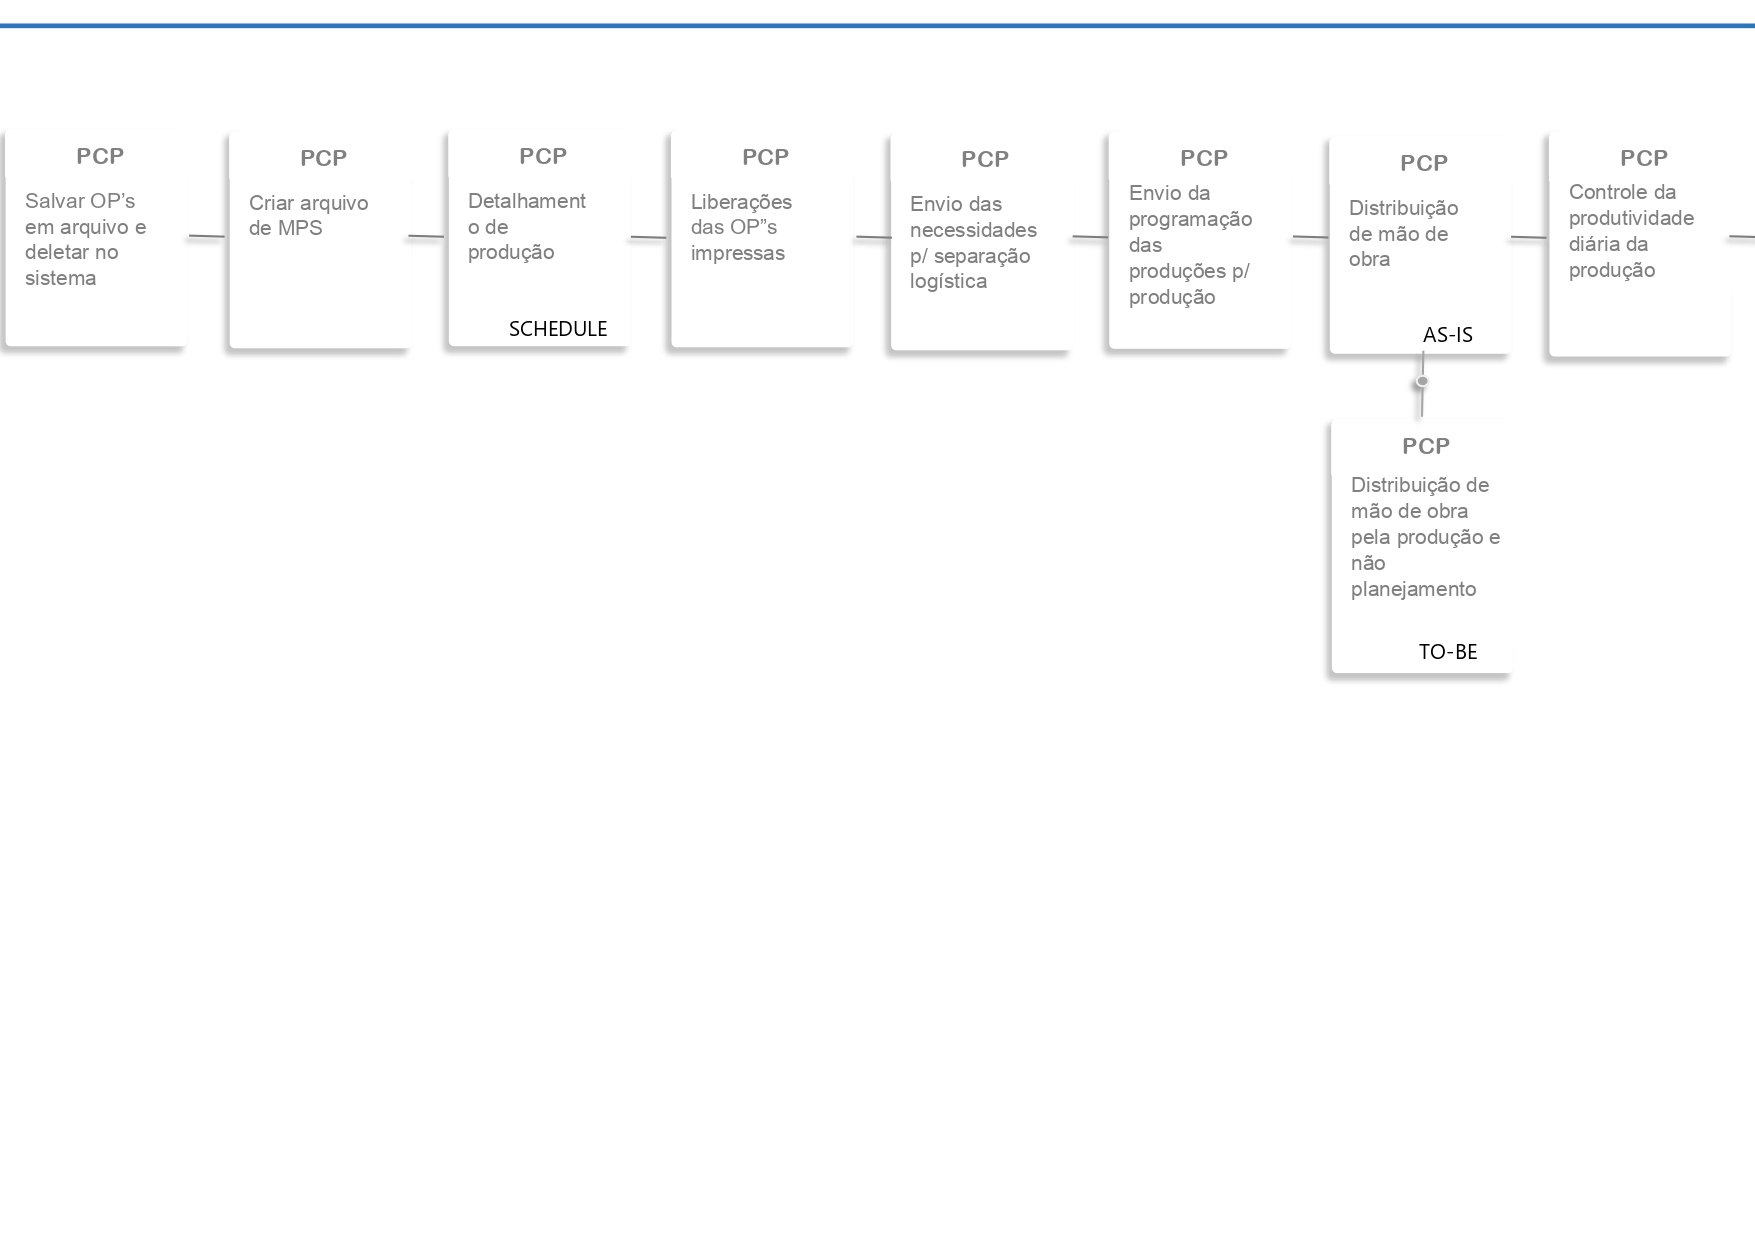 PCP
Salvar OP’s
em arquivo e
deletar no
sistema
PCP
Criar arquivo
de MPS
PCP
Detalhament
o de
produção
SCHEDULE
PCP
Liberações
das OP”s
impressas
PCP
Envio das
necessidades
p/ separação
logística
PCP
Envio da
programação
das
produções p/
produção
PCP
Distribuição
de mão de
obra
AS-IS
PCP
Controle da
produtividade
diária da
produção
PCP
Distribuição de
mão de obra
pela produção e
não
planejamento
TO-BE